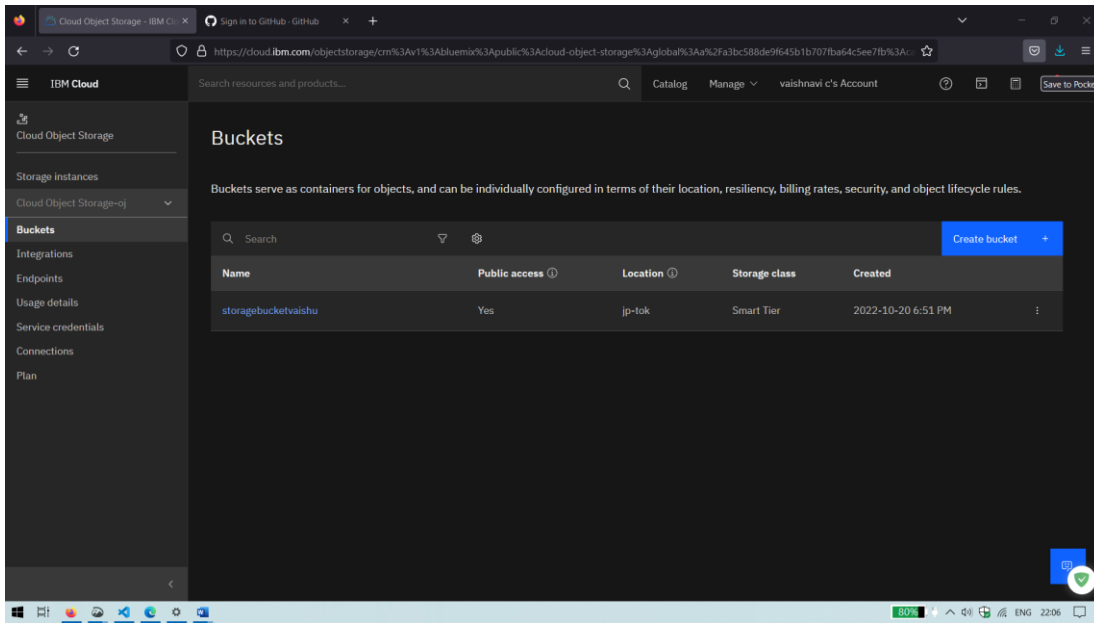 Cloud Object Storage - IBM Clo
Sign in to GitHub · GitHub
https://cloud.ibm.com/objectstorage/crn%3Av1%3Abluemix%3Apublic%3Acloud-object-storage%3Aglobal%3Aa%2Fa3bc588de9f645b1b707fba64c5ee7fb%3Aca
IBM Cloud
Search resources and products...
Catalog
Manage
vaishnavi c's Account
Save to Pocke
Cloud Object Storage
Storage instances
Cloud Object Storage-oj
Buckets
Integrations
Endpoints
Usage details
Service credentials
Connections
Plan
Buckets
Buckets serve as containers for objects, and can be individually configured in terms of their location, resiliency, billing rates, security, and object lifecycle rules.
Search
Create bucket +
Name Public access Location Storage class Created
storagebucketvaishu Yes jp-tok Smart Tier 2022-10-20 6:51 PM
80%
ENG
22:06